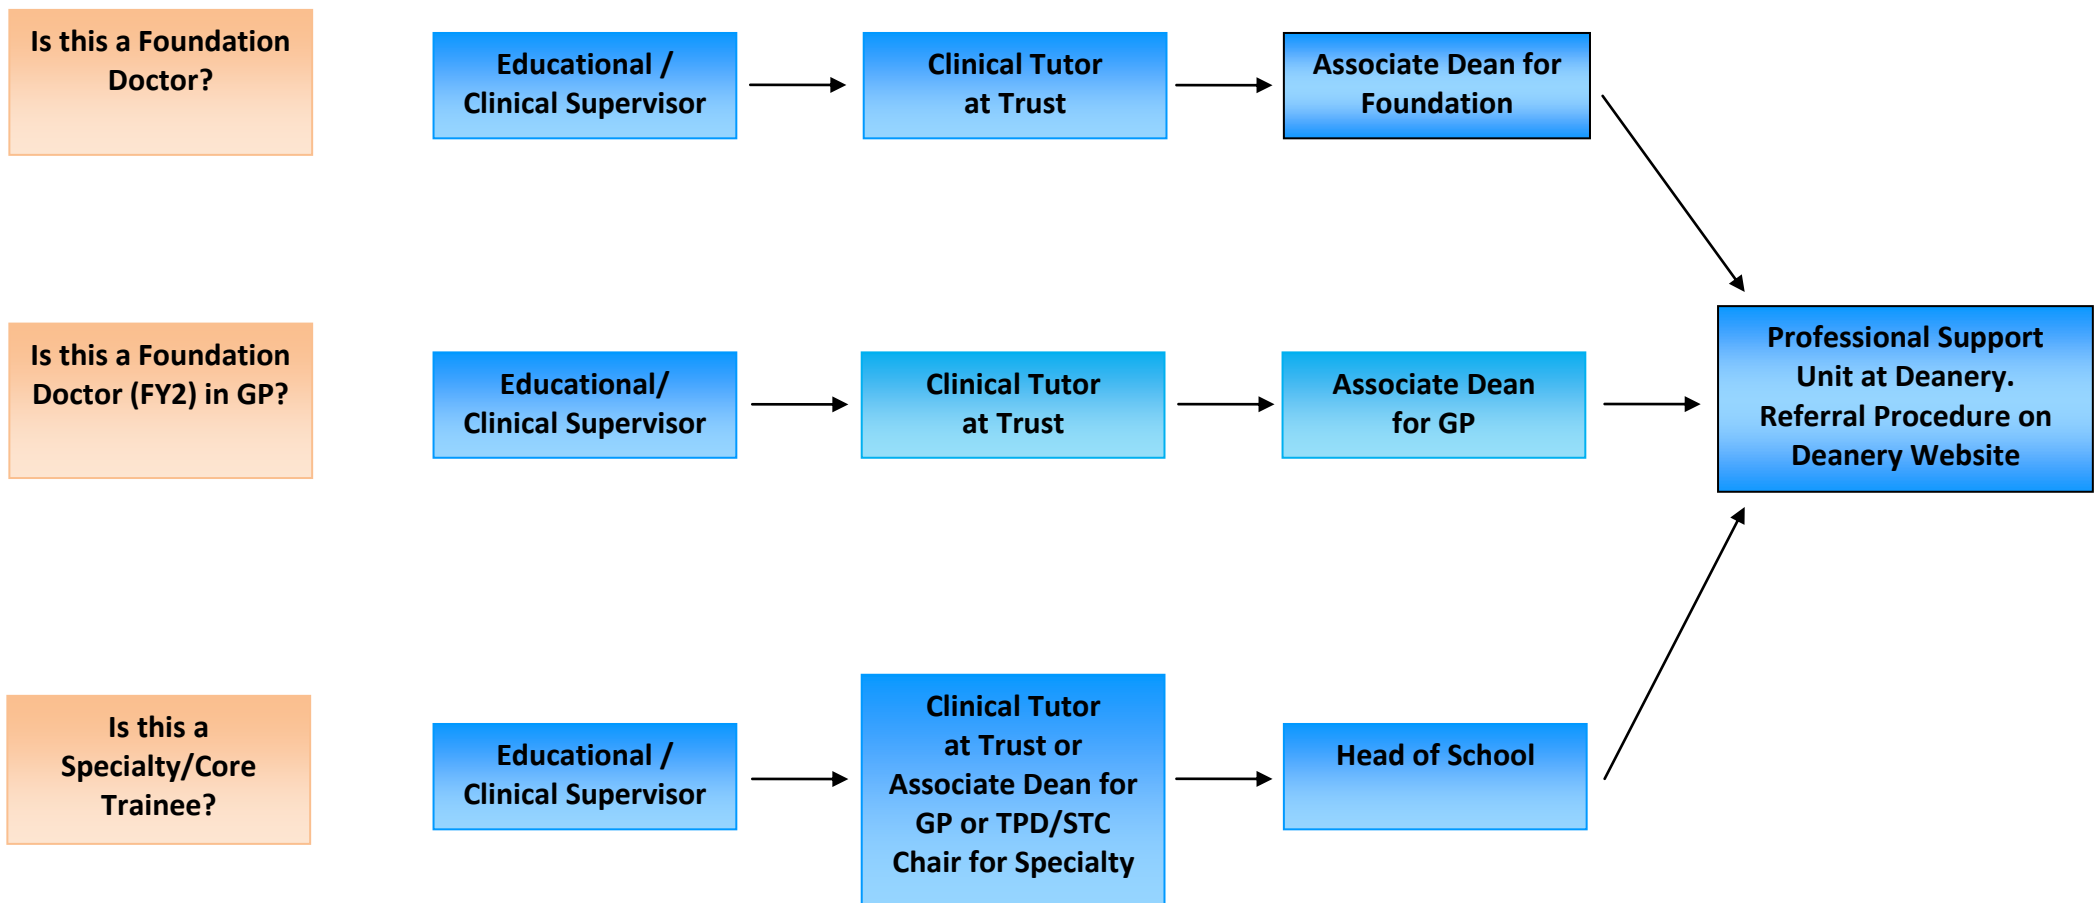 Is this a Foundation
Doctor?
Educational /
Clinical Supervisor
Clinical Tutor
at Trust
Associate Dean for
Foundation
Is this a Foundation
Doctor (FY2) in GP?
Educational/
Clinical Supervisor
Clinical Tutor
at Trust
Associate Dean
for GP
Professional Support
Unit at Deanery.
Referral Procedure on
Deanery Website
Is this a
Specialty/Core
Trainee?
Educational /
Clinical Supervisor
Clinical Tutor
at Trust or
Associate Dean for
GP or TPD/STC
Chair for Specialty
Head of School